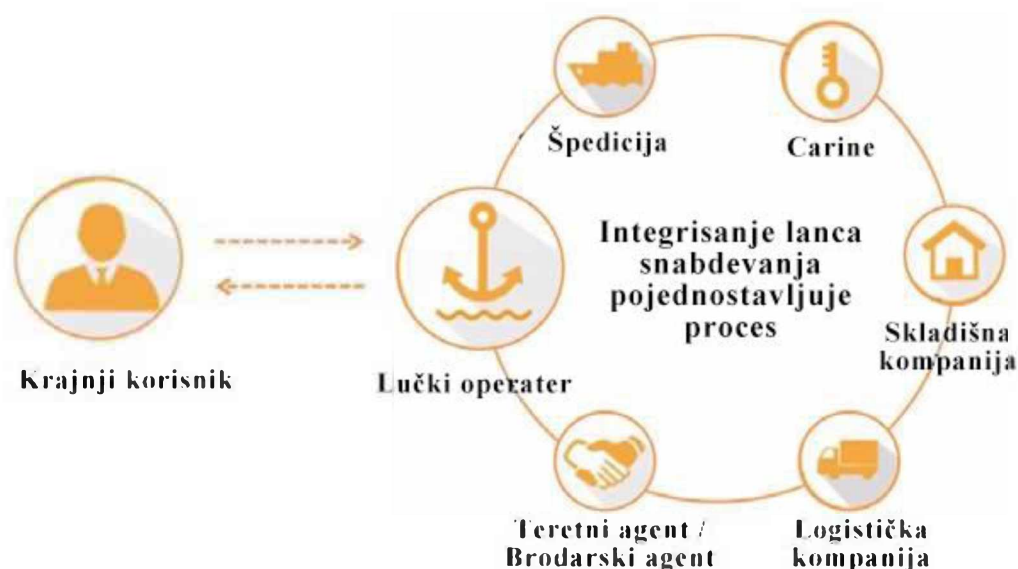 Špedicija
Carine
Integrisanje lanca
snabdevanja
pojednostavljuje
proces
Skladišna
kompanija
Krajnji korisnik
Lučki operater
Teretni agent /
Brodarski agent
Logistička
kompanija